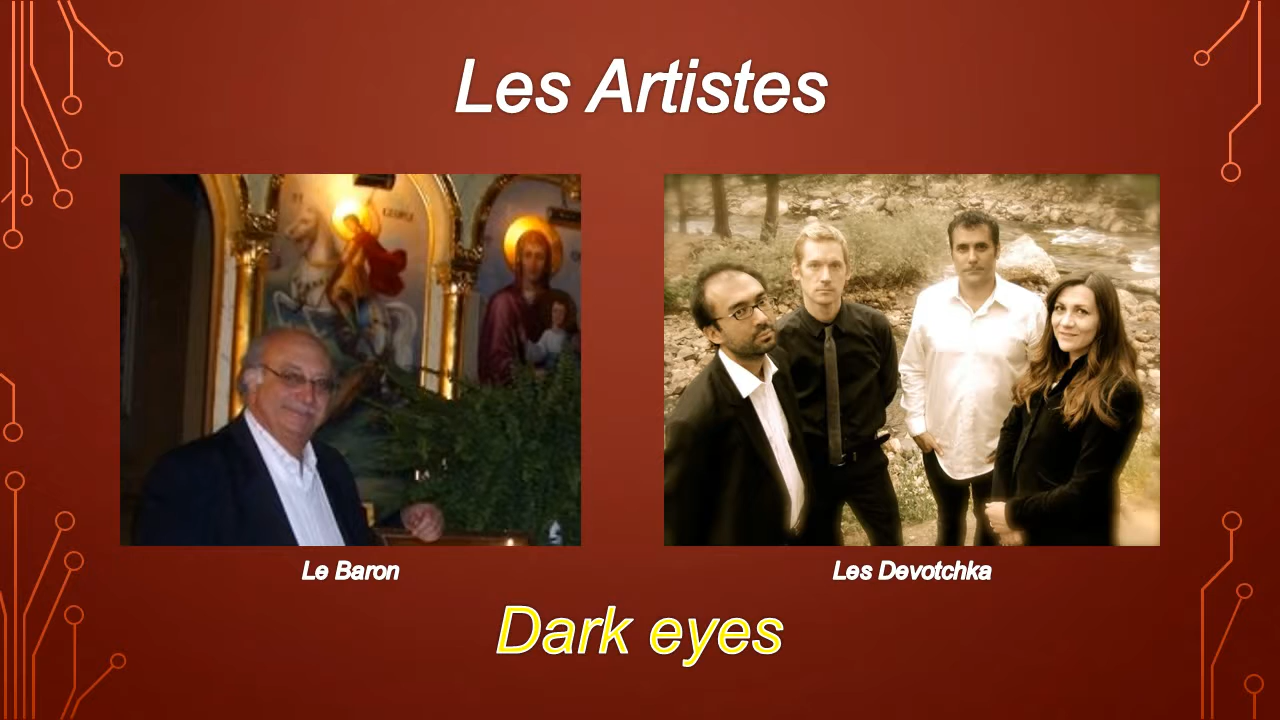 Les Artistes
Le Baron
Les Devotchka
Dark eyes